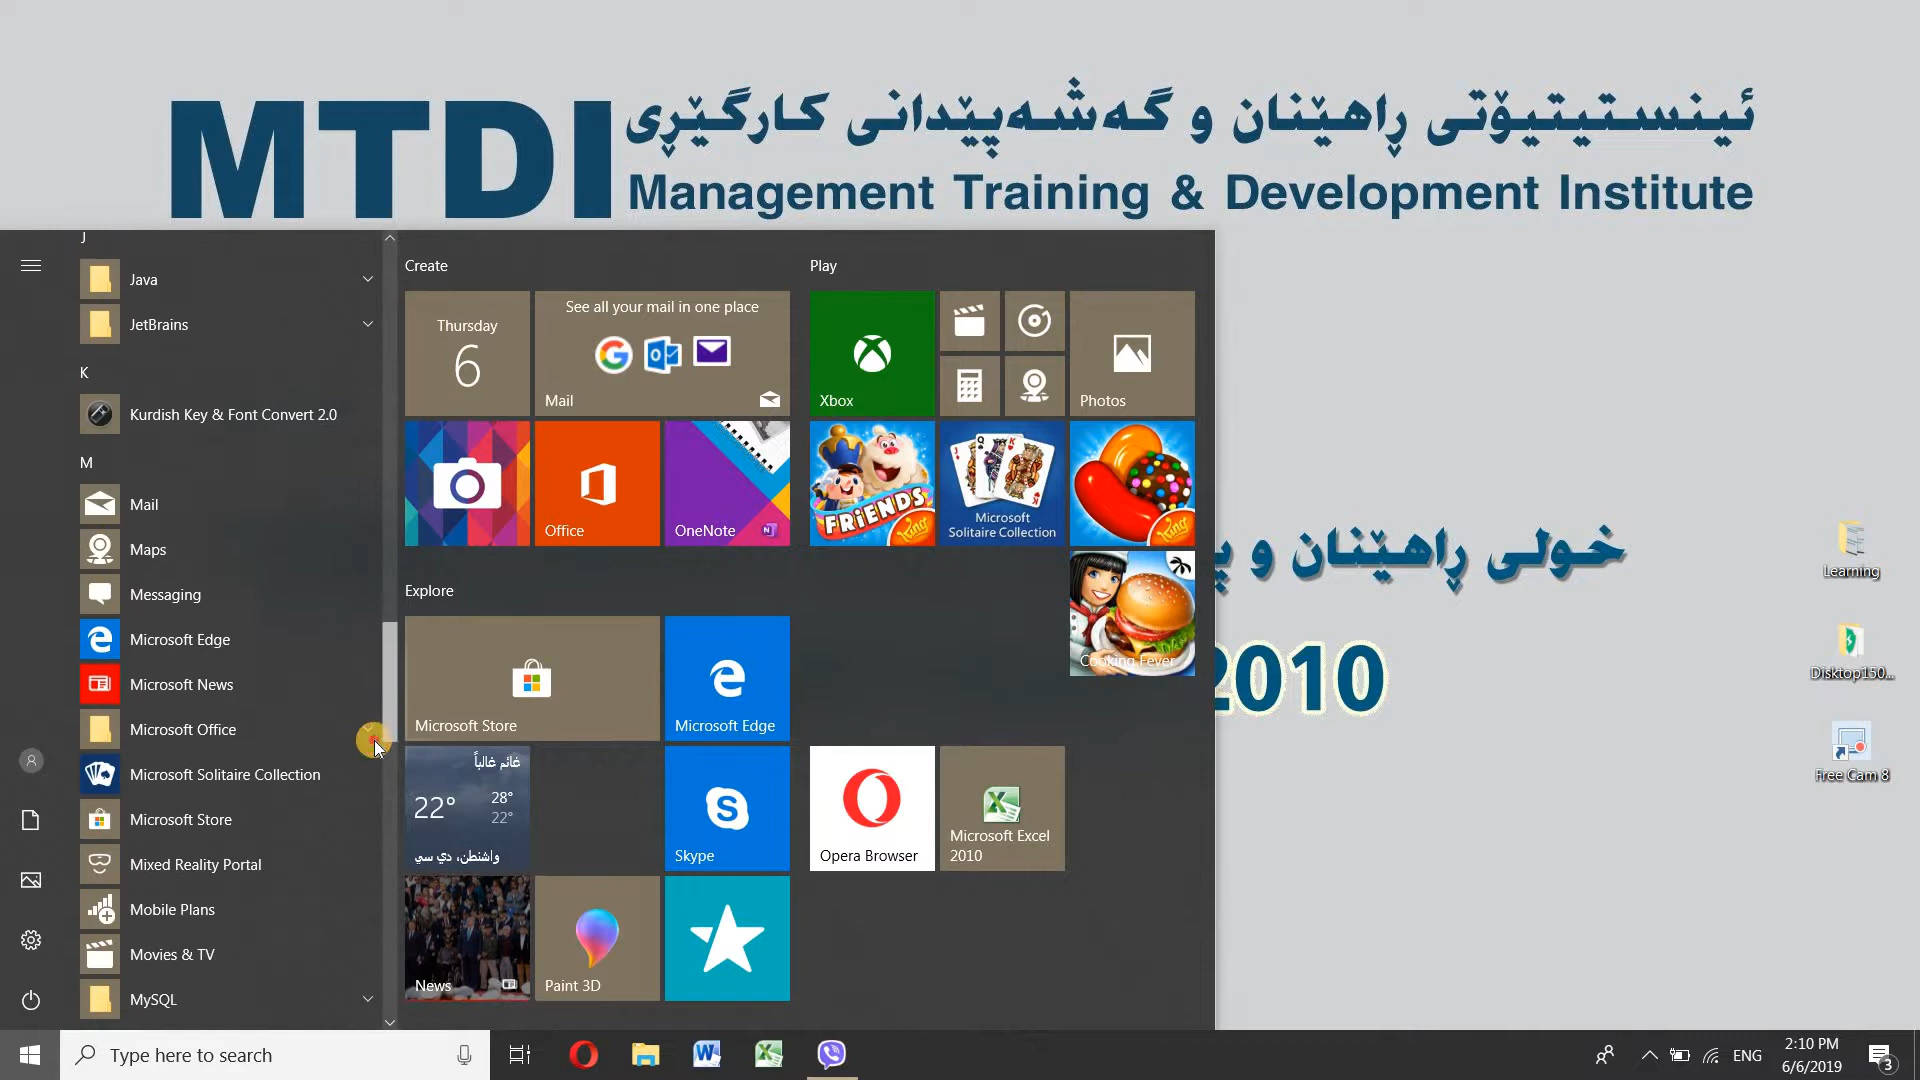 MTDI
ئینستیتیۆتی ڕاهێنان و گەشەپێدانی کارگێڕی
Management Training & Development Institute
J
Java
JetBrains
K
Kurdish Key & Font Convert 2.0
M
Mail
Maps
Messaging
Microsoft Edge
Microsoft News
Microsoft Office
Microsoft Solitaire Collection
Microsoft Store
Mixed Reality Portal
Mobile Plans
Movies & TV
MySQL
Create
Thursday
6
See all your mail in one place
Mail
Office
OneNote
Explore
Microsoft Store
Microsoft Edge
غائم غالباً
22°
28°
22°
واشنطن، دي سي
Skype
News
Paint 3D
Play
Xbox
Photos
FRIENDS
King
Microsoft
Solitaire Collection
King
Cooking Fever
Opera Browser
Microsoft Excel
2010
خولی ڕاهێنان و
2010
Learning
Disktop150...
Free Cam 8
Type here to search
ENG
2:10 PM
6/6/2019
3